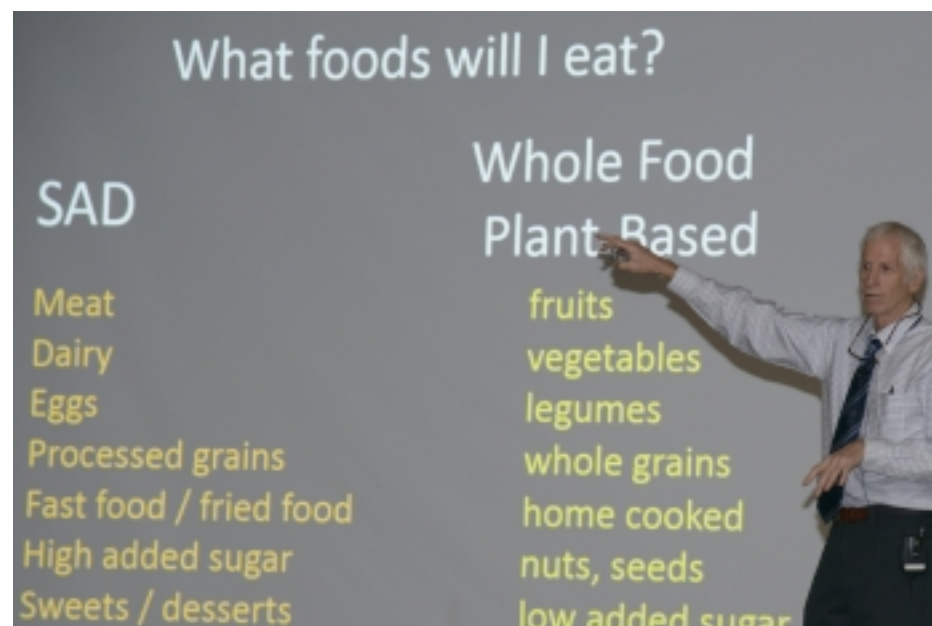 What foods will I eat?
SAD
Meat
Dairy
Eggs
Processed grains
Fast food / fried food
High added sugar
Sweets / desserts
Whole Food
Plant-Based
fruits
vegetables
legumes
whole grains
home cooked
nuts, seeds
low added sugar